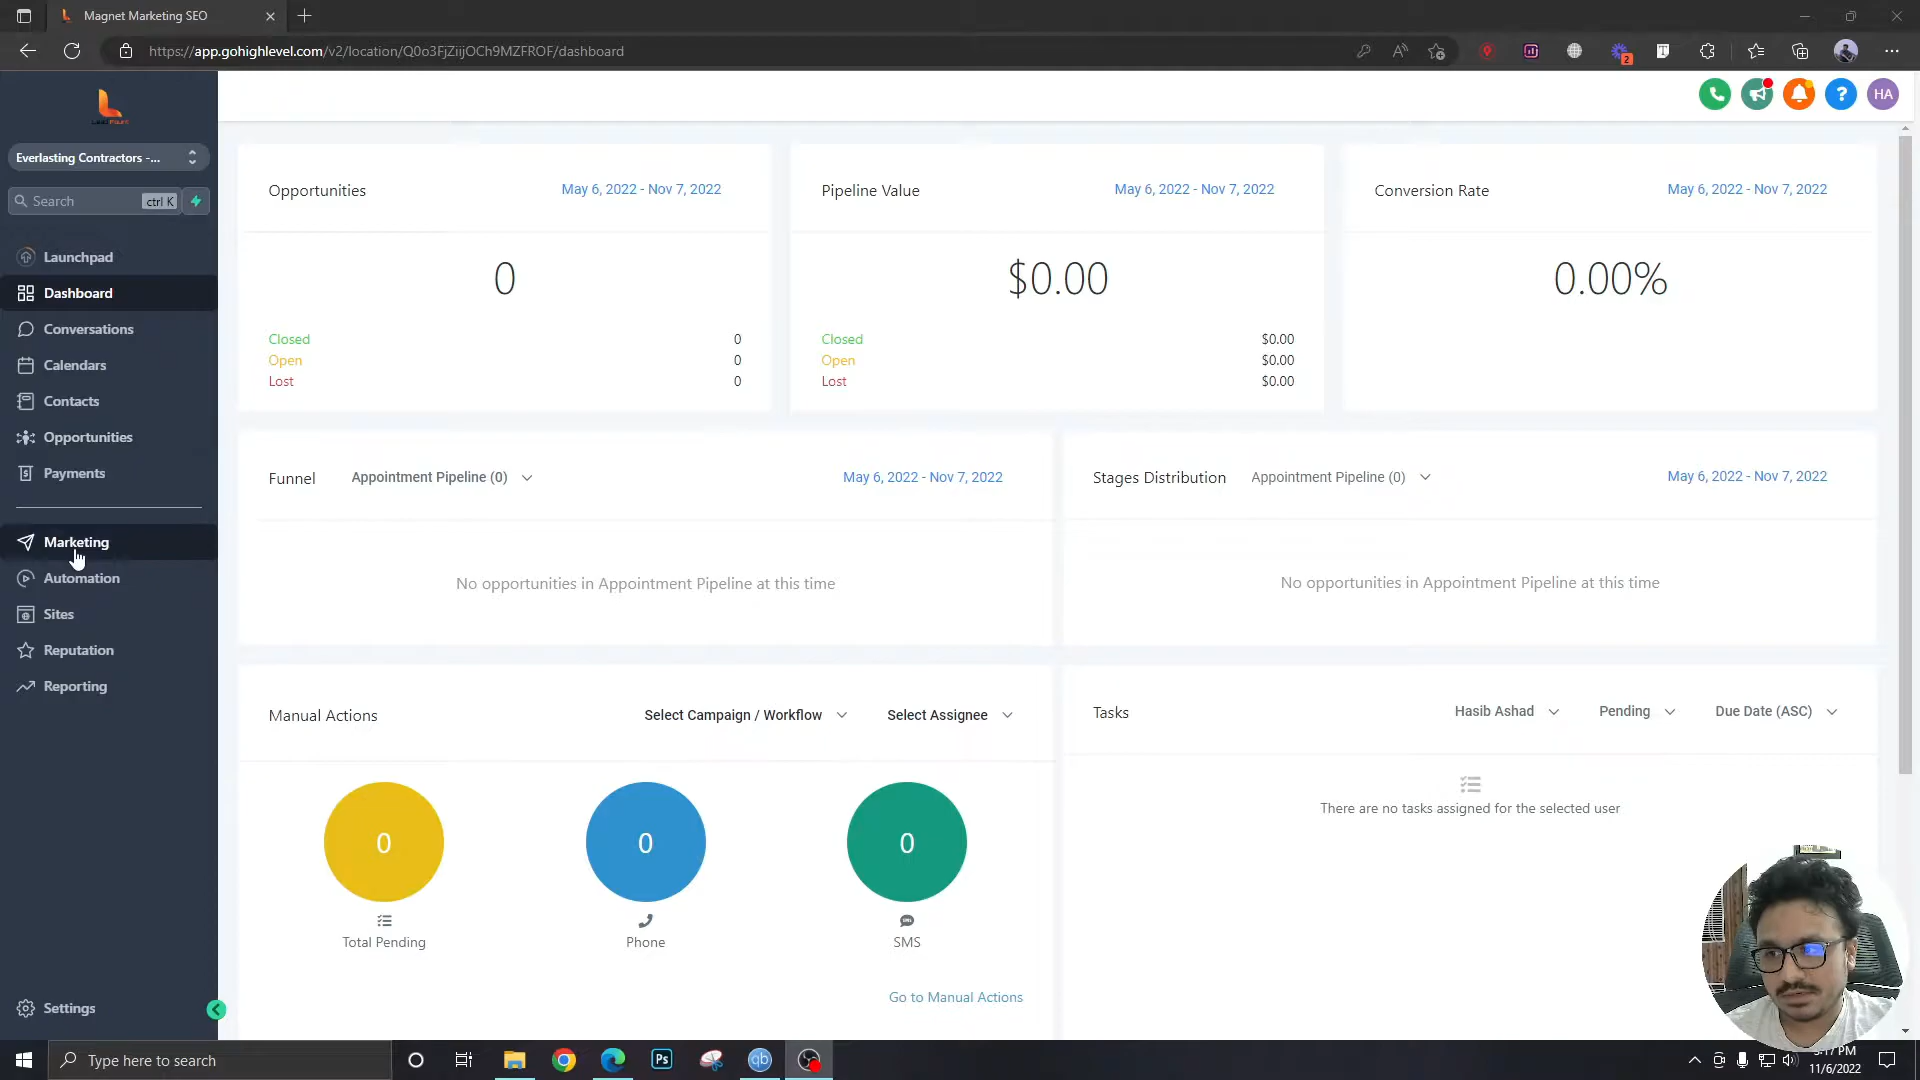 Magnet Marketing SEO
https://app.gohighlevel.com/v2/location/Q0o3FjZiijOCh9MZFROF/dashboard
2
HA
Everlasting Contractors -...
Search
ctrl K
Launchpad
Dashboard
Conversations
Calendars
Contacts
Opportunities
Payments
Marketing
Automation
Sites
Reputation
Reporting
Settings
Opportunities
May 6, 2022 - Nov 7, 2022
0
Closed 0
Open 0
Lost 0
Pipeline Value
May 6, 2022 - Nov 7, 2022
$0.00
Closed $0.00
Open $0.00
Lost $0.00
Conversion Rate
May 6, 2022 - Nov 7, 2022
0.00%
Funnel
Appointment Pipeline (0)
May 6, 2022 - Nov 7, 2022
No opportunities in Appointment Pipeline at this time
Stages Distribution
Appointment Pipeline (0)
May 6, 2022 - Nov 7, 2022
No opportunities in Appointment Pipeline at this time
Manual Actions
Select Campaign / Workflow
Select Assignee
0
Total Pending
0
Phone
0
SMS
SMS
Go to Manual Actions
Tasks
Hasib Ashad
Pending
Due Date (ASC)
There are no tasks assigned for the selected user
Type here to search
Ps
qb
PM
11/6/2022